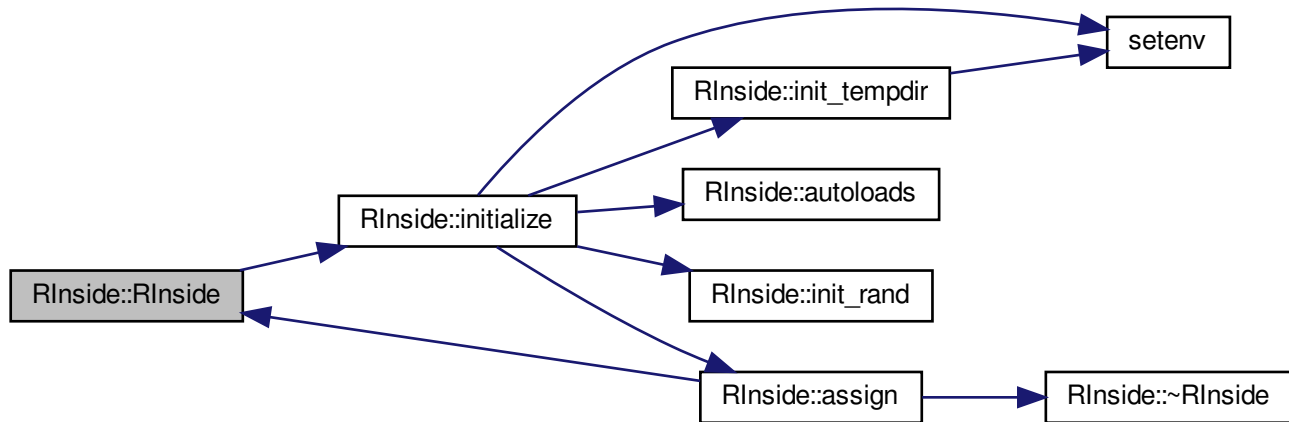 setenv
RInside::init_tempdir
RInside::autoloads
RInside::initialize
RInside::RInside
RInside::init_rand
RInside::assign
RInside::~RInside